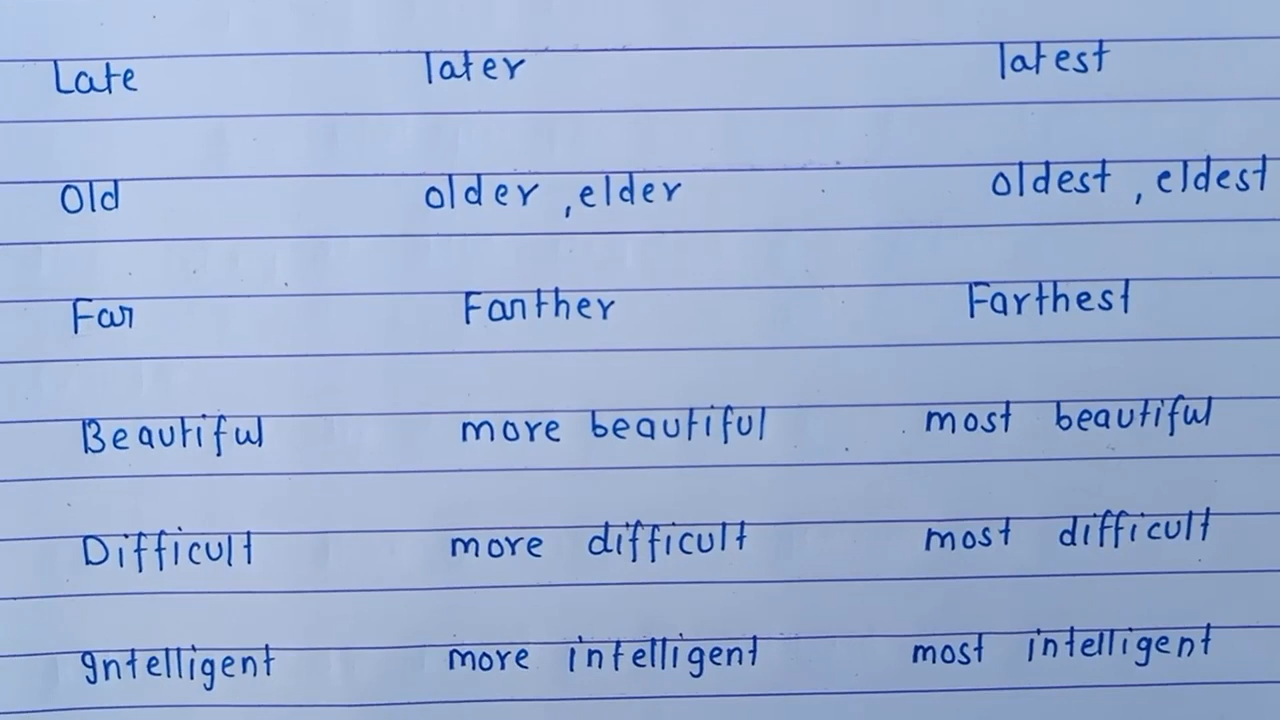 Late later latest
Old older , elder oldest , eldest
Far Farther Farthest
Beautiful more beautiful most beautiful
Difficult more difficult most difficult
Intelligent more intelligent most intelligent